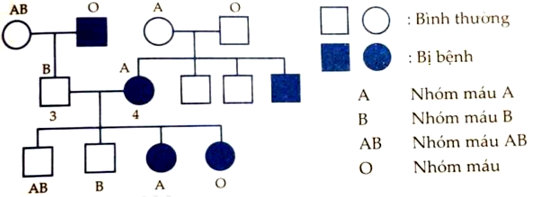 AB O A O
B A
3 4
AB B A O
: Bình thường
: Bị bệnh
A Nhóm máu A
B Nhóm máu B
AB Nhóm máu AB
O Nhóm máu